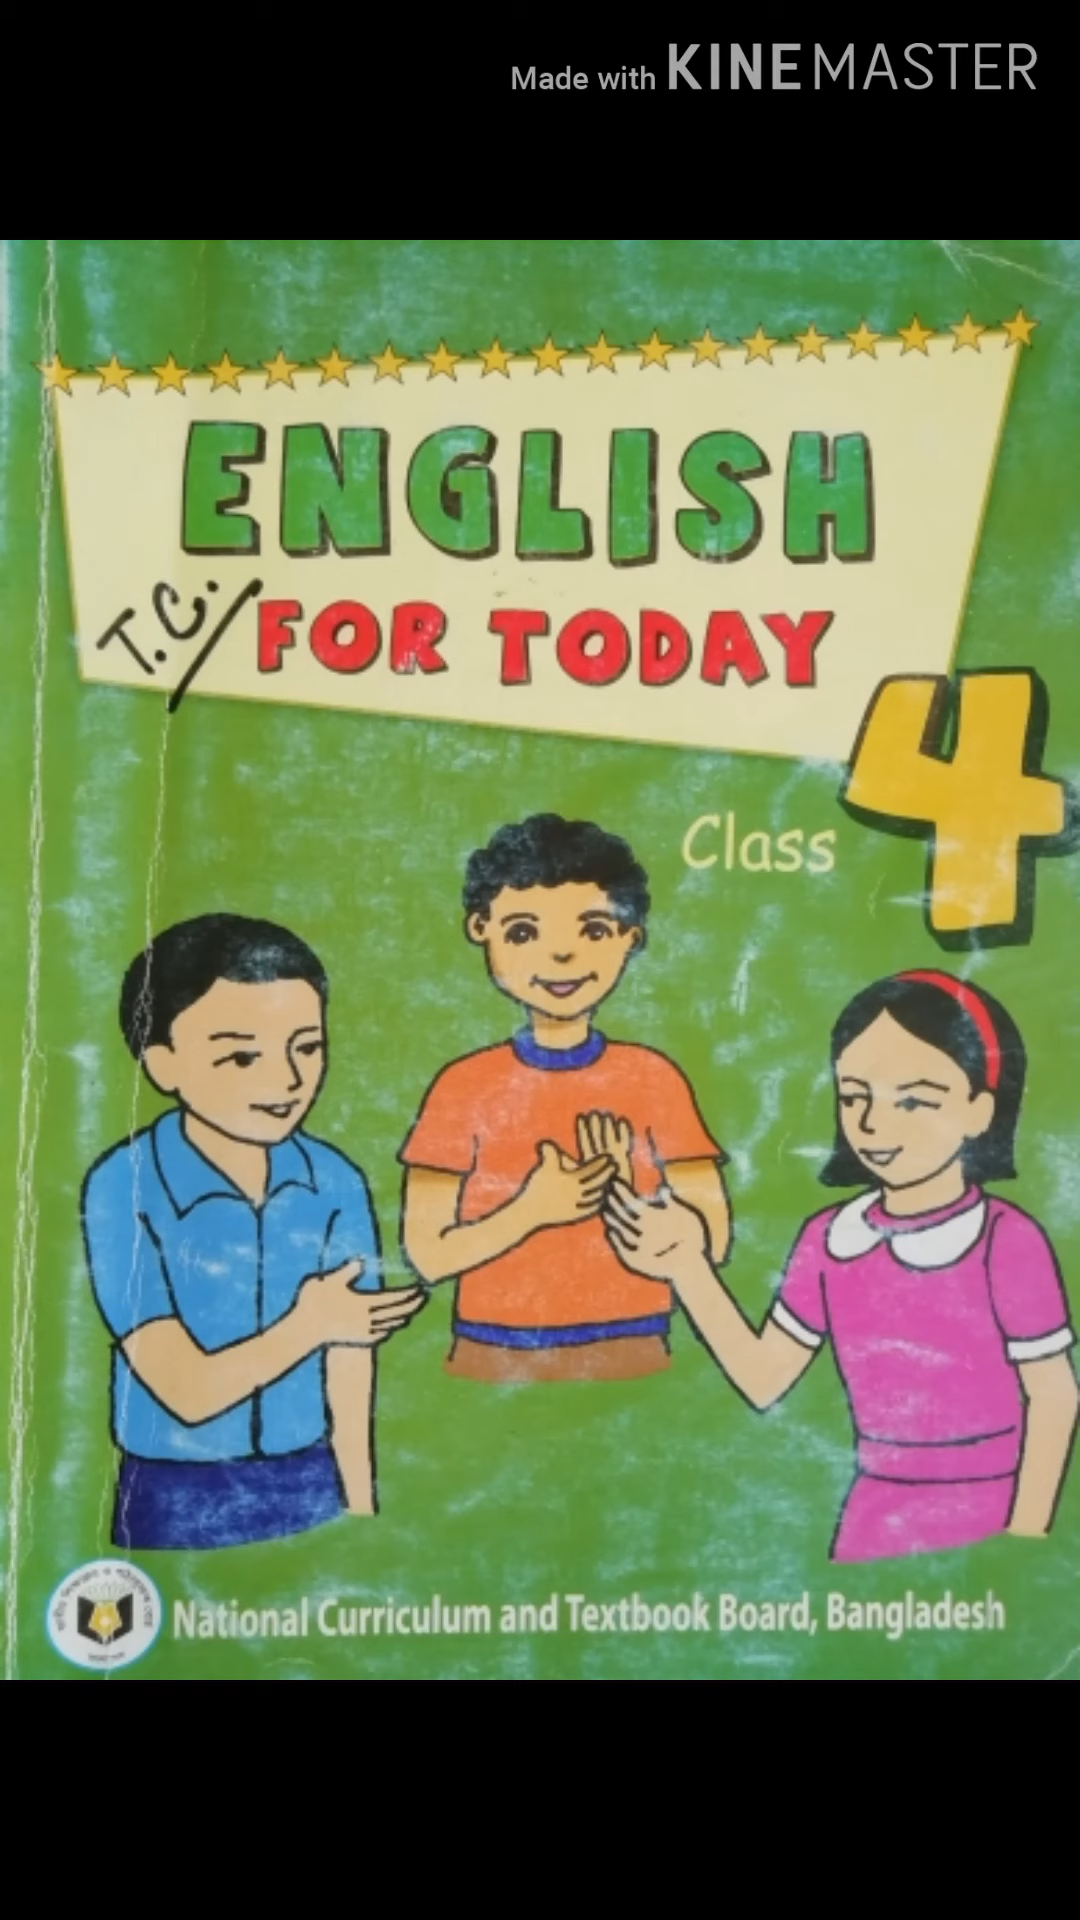 Made with KINEMASTER
ENGLISH
T.C./ FOR TODAY
4
Class
National Curriculum and Textbook Board, Bangladesh